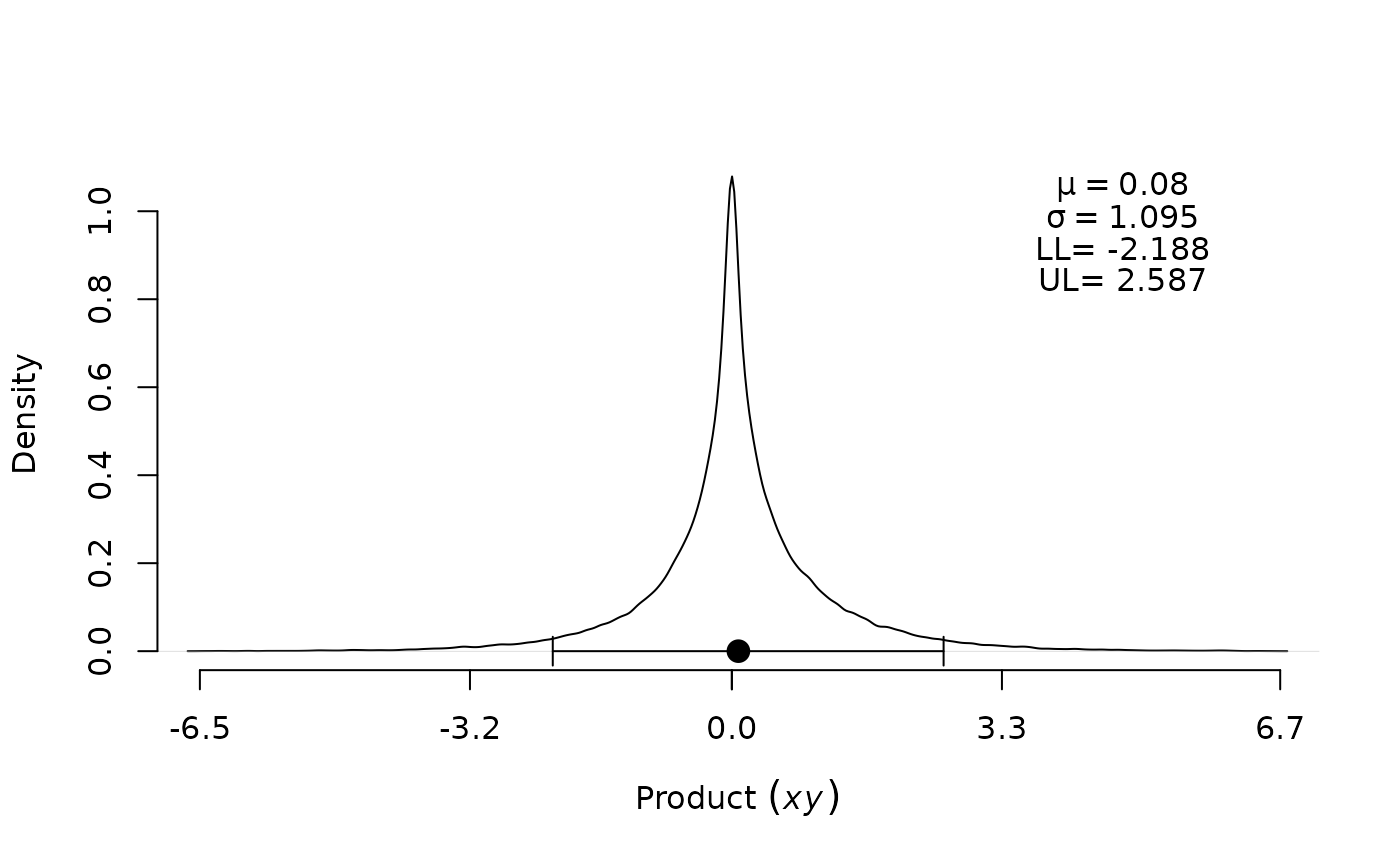 μ = 0.08
σ = 1.095
LL= -2.188
UL= 2.587
Density
1.0
0.8
0.6
0.4
0.2
0.0
-6.5 -3.2 0.0 3.3 6.7
Product (xy)